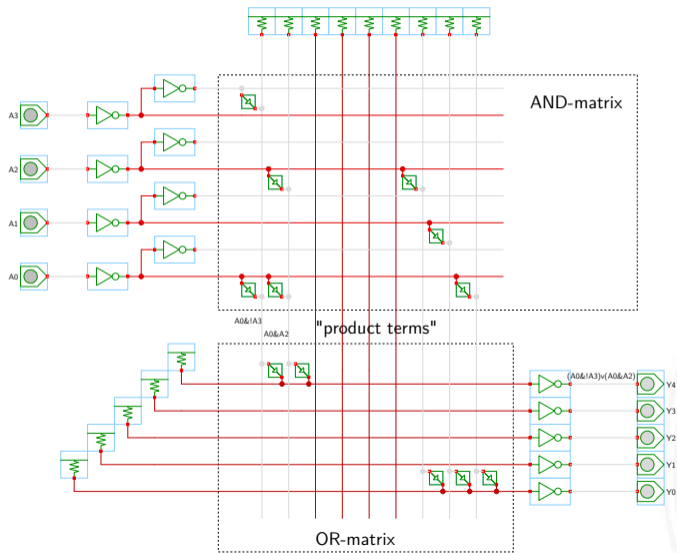 AND-matrix
A3
A2
A1
A0
A0&!A3
A0&A2
"product terms"
(A0&!A3)v(A0&A2)
Y4
Y3
Y2
Y1
Y0
OR-matrix